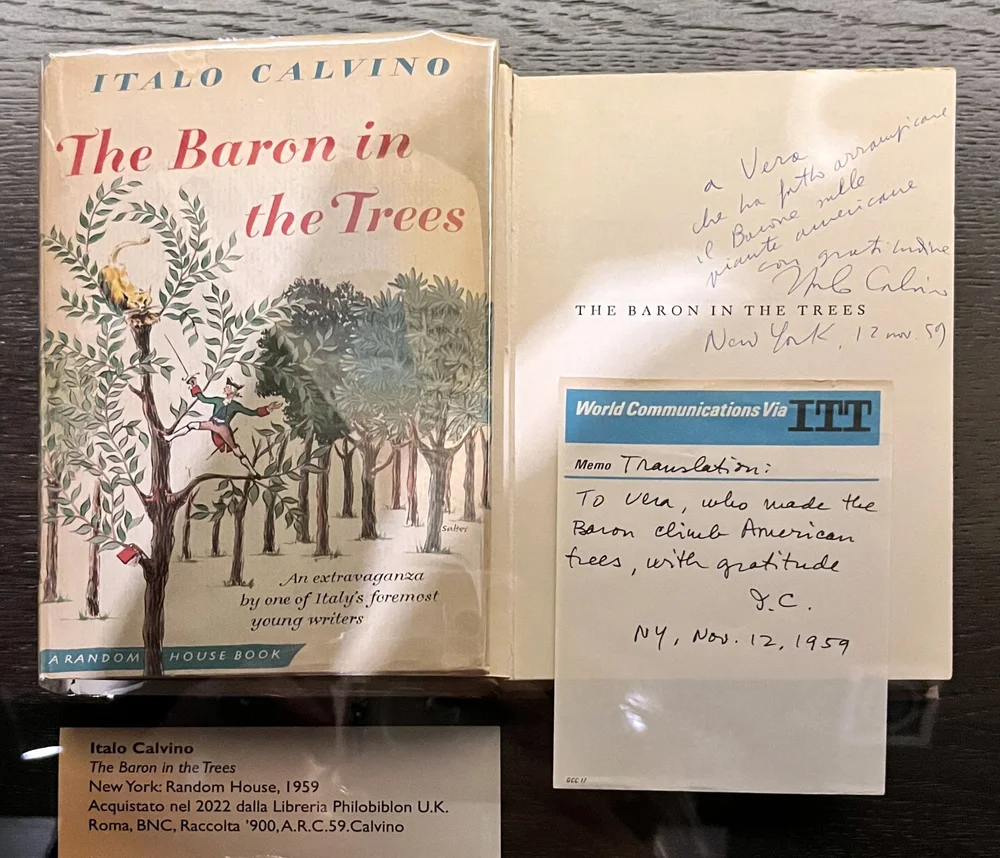 ITALO CALVINO
The Baron in
the Trees
Salter
An extravaganza
by one of Italy's foremost
young writers
A RANDOM HOUSE BOOK
a Vera
che ha fatto arrampicare
il Barone sulle
piante americane
con gratitudine
Italo Calvino
THE BARON IN THE TREES
New York, 12 nov. 59
World Communications Via ITT
Memo Translation:
To Vera, who made the
Baron climb American
trees, with gratitude
I.C.
NY, Nov. 12, 1959
GCC 17
Italo Calvino
The Baron in the Trees
New York: Random House, 1959
Acquistato nel 2022 dalla Libreria Philobiblon U.K.
Roma, BNC, Raccolta '900, A.R.C.59.Calvino